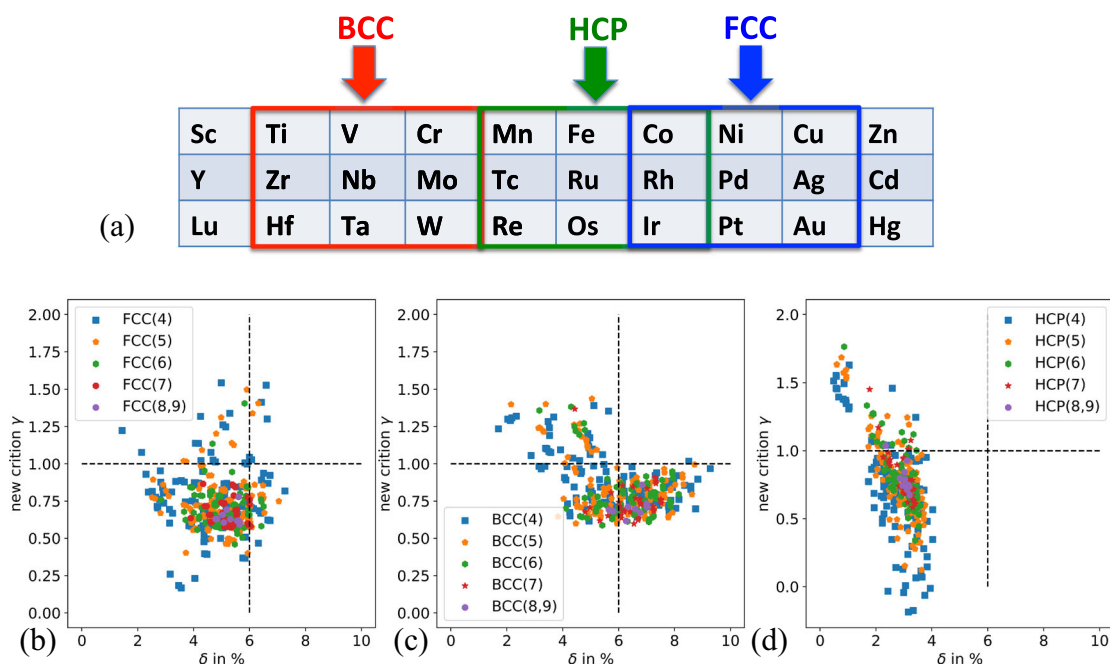 BCC HCP FCC
Sc Ti V Cr Mn Fe Co Ni Cu Zn
Y Zr Nb Mo Tc Ru Rh Pd Ag Cd
(a) Lu Hf Ta W Re Os Ir Pt Au Hg
2.00
1.75
1.50
1.25
1.00
0.75
0.50
0.25
0.00
new crition γ
FCC(4)
FCC(5)
FCC(6)
FCC(7)
FCC(8,9)
0 2 4 6 8 10
δ in %
(b)
2.00
1.75
1.50
1.25
1.00
0.75
0.50
0.25
0.00
new crition γ
BCC(4)
BCC(5)
BCC(6)
BCC(7)
BCC(8,9)
0 2 4 6 8 10
δ in %
(c)
2.0
1.5
1.0
0.5
0.0
new crition γ
HCP(4)
HCP(5)
HCP(6)
HCP(7)
HCP(8,9)
0 2 4 6 8 10
δ in %
(d)